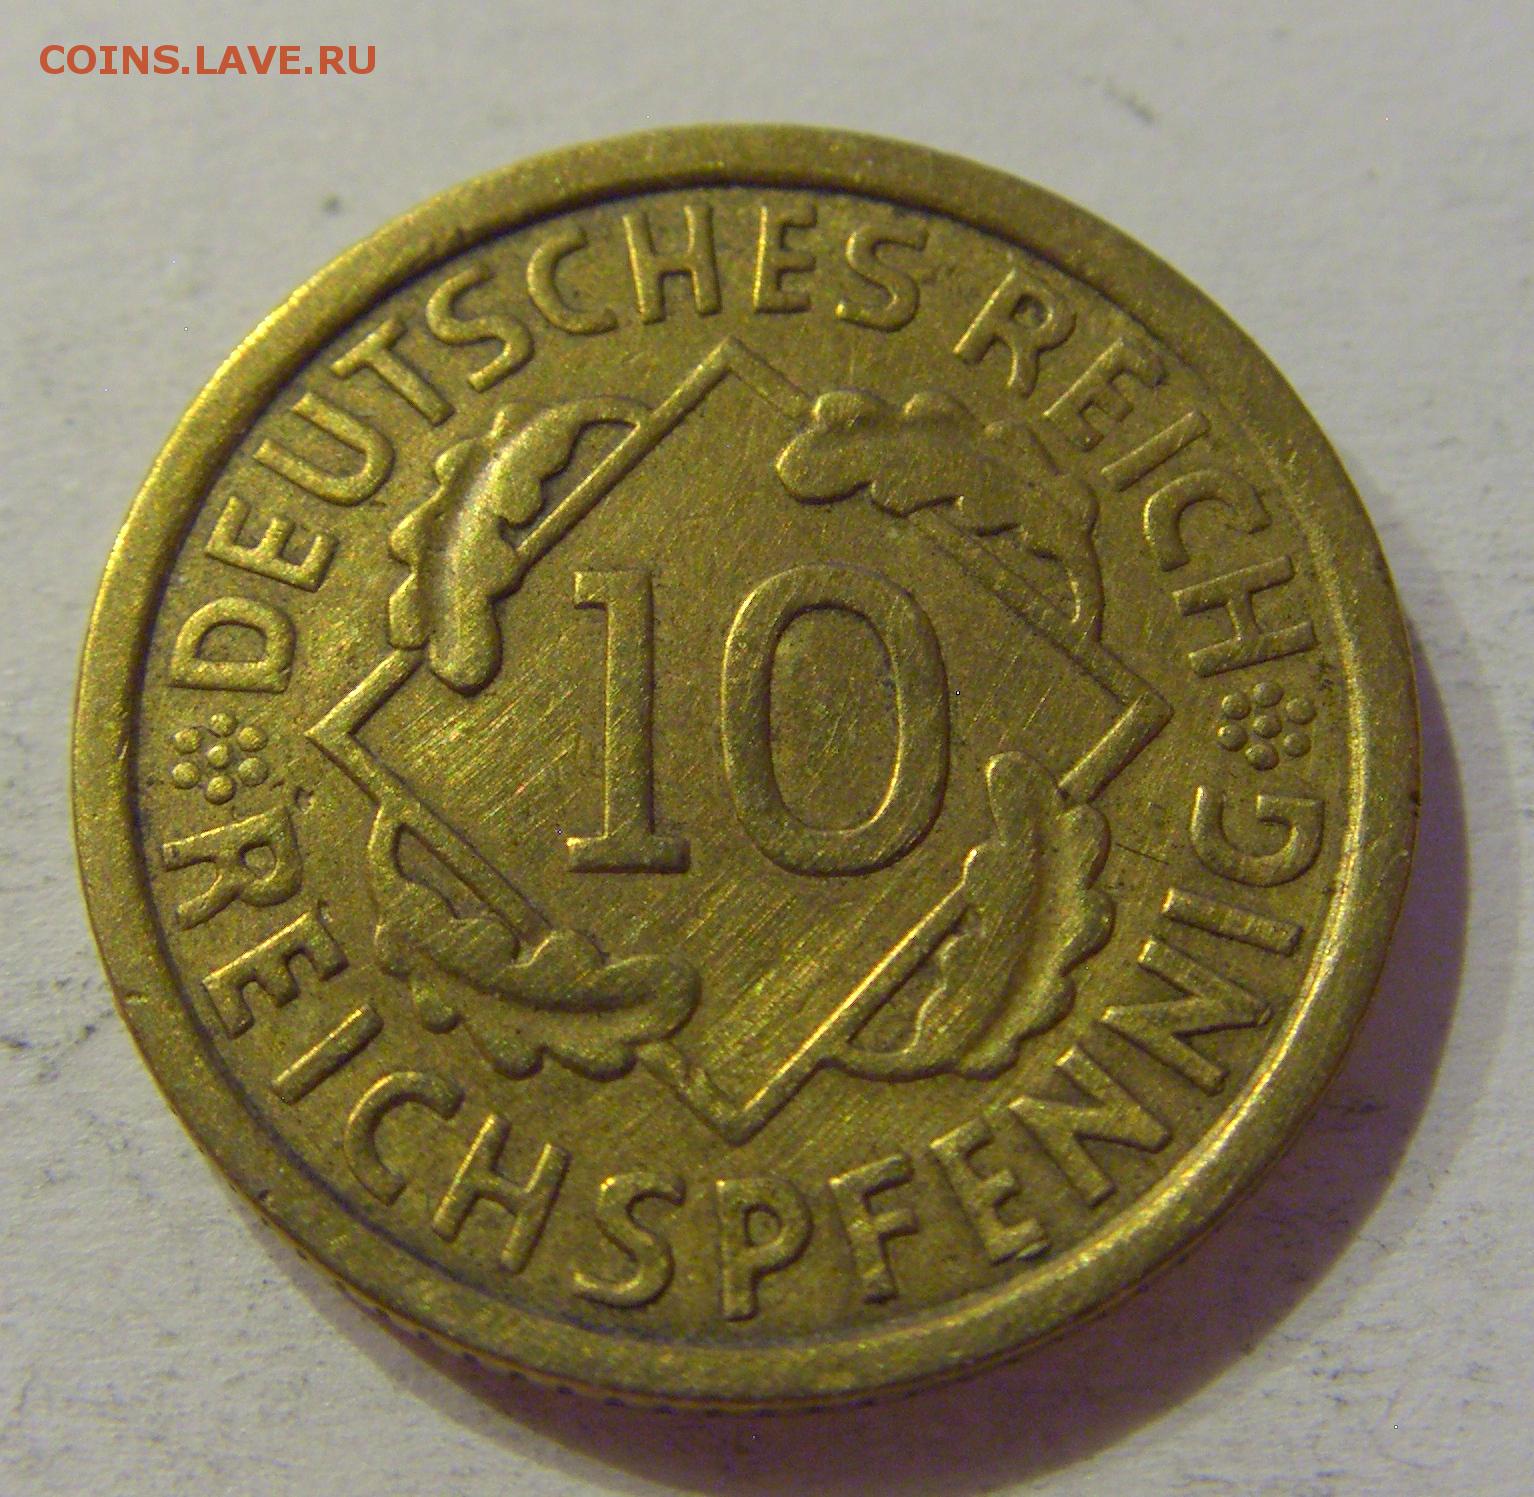 COINS.LAVE.RU
DEUTSCHES REICH
10
REICHSPFENNIG